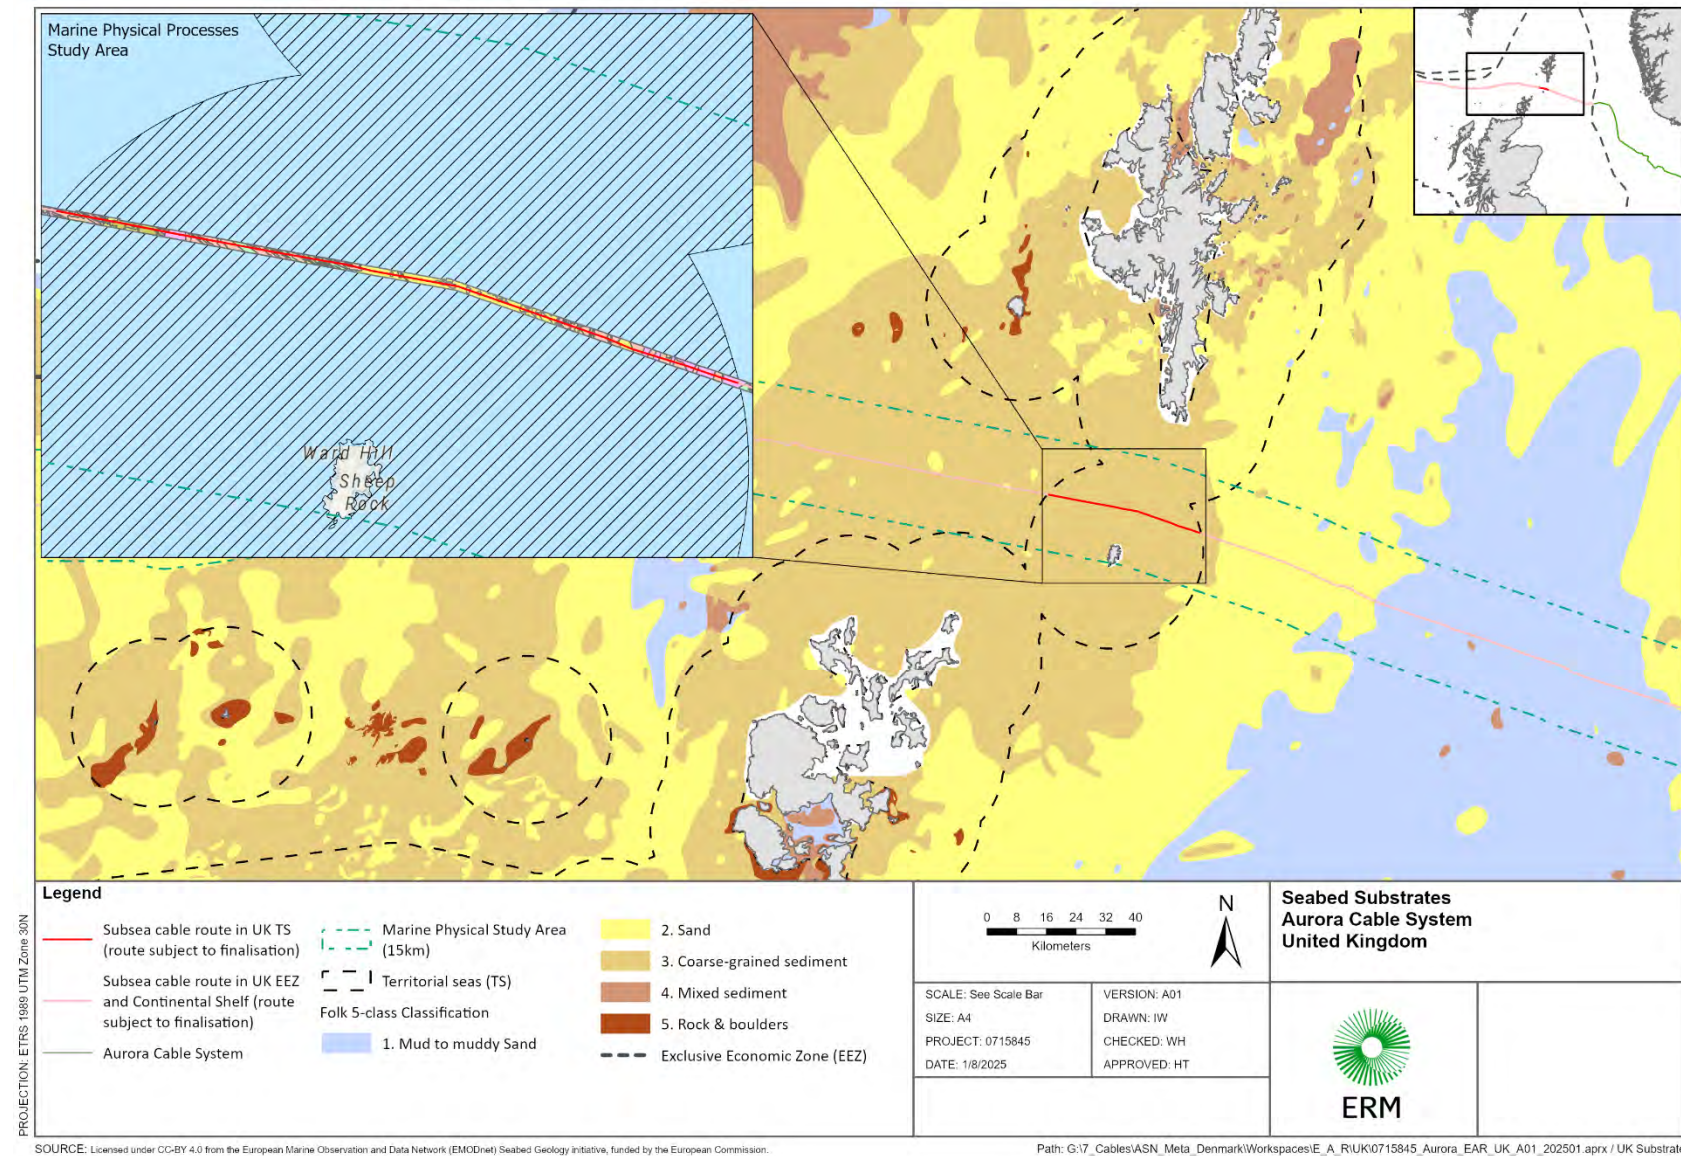 Marine Physical Processes
Study Area
Ward Hill
Sheep
Rock
Legend
Subsea cable route in UK TS
(route subject to finalisation)
Subsea cable route in UK EEZ
and Continental Shelf (route
subject to finalisation)
Aurora Cable System
Marine Physical Study Area
(15km)
Territorial seas (TS)
Folk 5-class Classification
1. Mud to muddy Sand
2. Sand
3. Coarse-grained sediment
4. Mixed sediment
5. Rock & boulders
Exclusive Economic Zone (EEZ)
0 8 16 24 32 40
Kilometers
N
SCALE: See Scale Bar
SIZE: A4
PROJECT: 0715845
DATE: 1/8/2025
VERSION: A01
DRAWN: IW
CHECKED: WH
APPROVED: HT
Seabed Substrates
Aurora Cable System
United Kingdom
ERM
PROJECTION: ETRS 1989 UTM Zone 30N
SOURCE: Licensed under CC-BY 4.0 from the European Marine Observation and Data Network (EMODnet) Seabed Geology initiative, funded by the European Commission.
Path: G:\7_Cables\ASN_Meta_Denmark\Workspaces\E_A_R\UK\0715845_Aurora_EAR_UK_A01_202501.aprx / UK Substrat